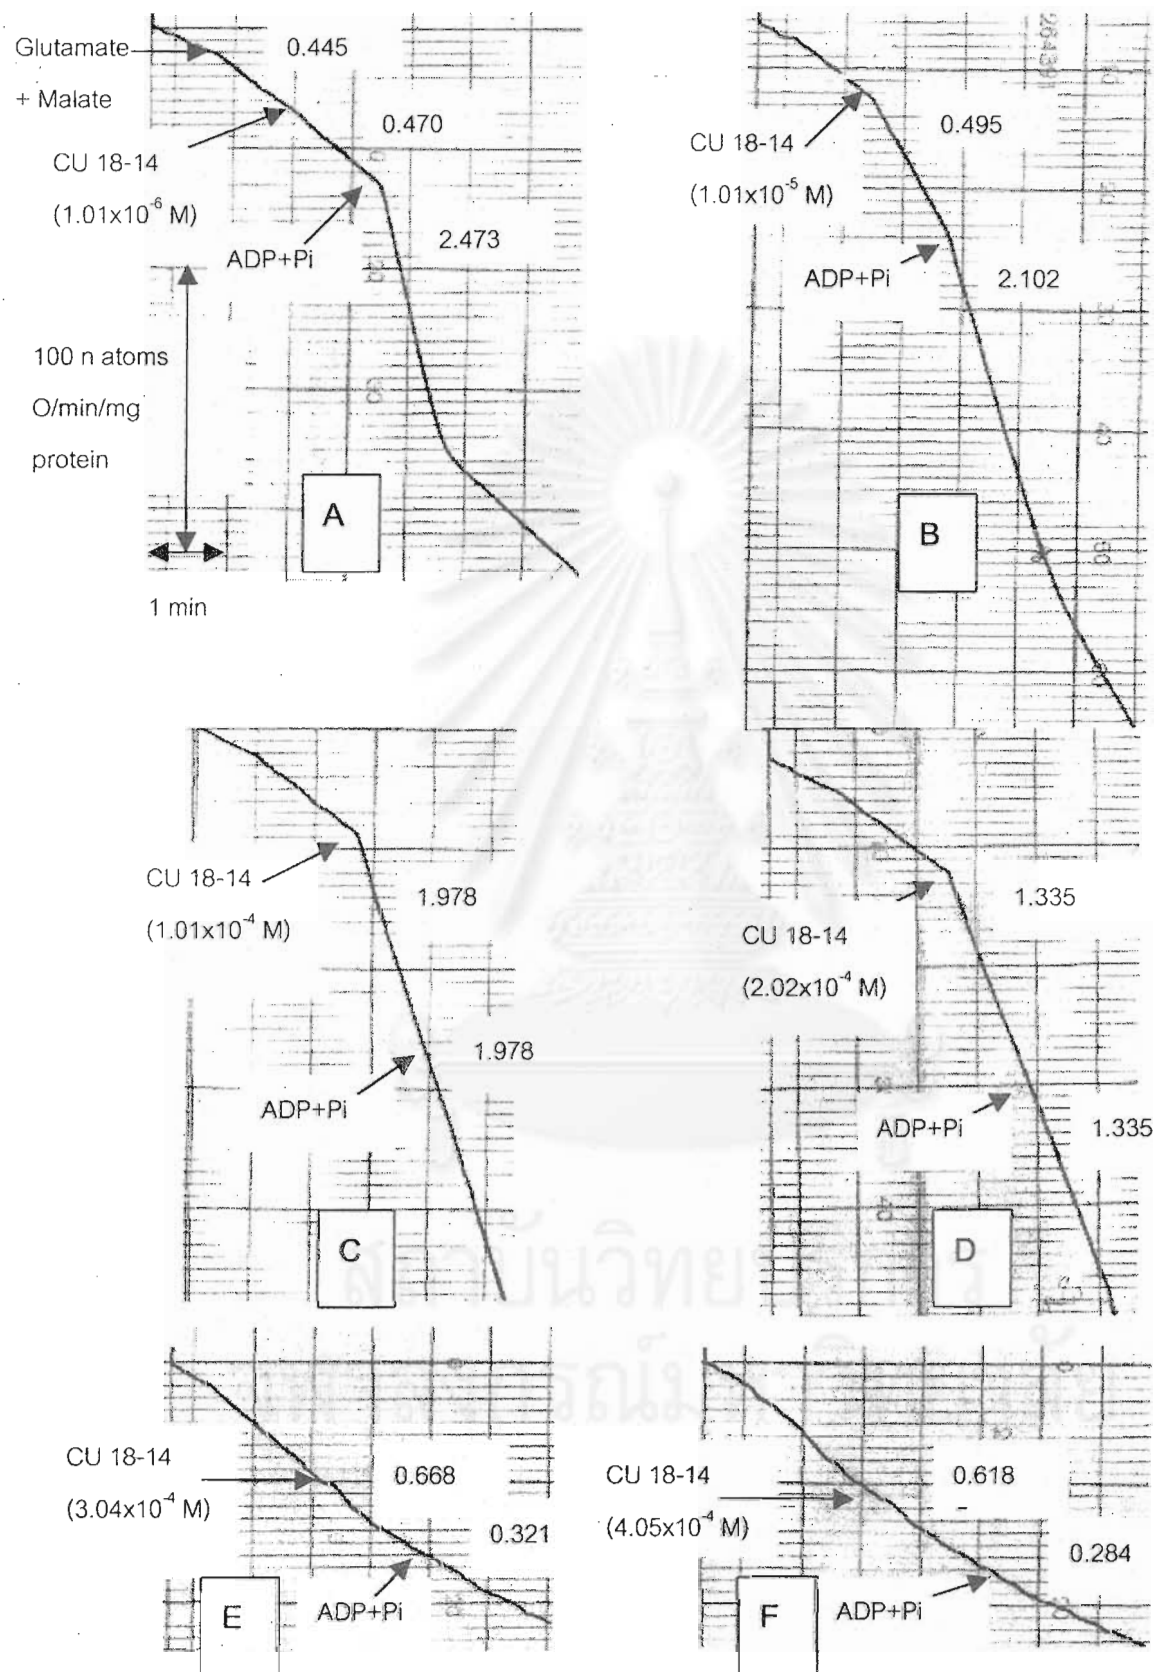 Glutamate
+ Malate
0.445
CU 18-14
(1.01x10⁻⁶ M)
0.470
ADP+Pi
2.473
100 n atoms
O/min/mg
protein
1 min
A
CU 18-14
(1.01x10⁻⁵ M)
0.495
ADP+Pi
2.102
B
CU 18-14
(1.01x10⁻⁴ M)
1.978
1.978
ADP+Pi
C
CU 18-14
(2.02x10⁻⁴ M)
1.335
ADP+Pi
1.335
D
CU 18-14
(3.04x10⁻⁴ M)
0.668
0.321
ADP+Pi
E
CU 18-14
(4.05x10⁻⁴ M)
0.618
0.284
ADP+Pi
F